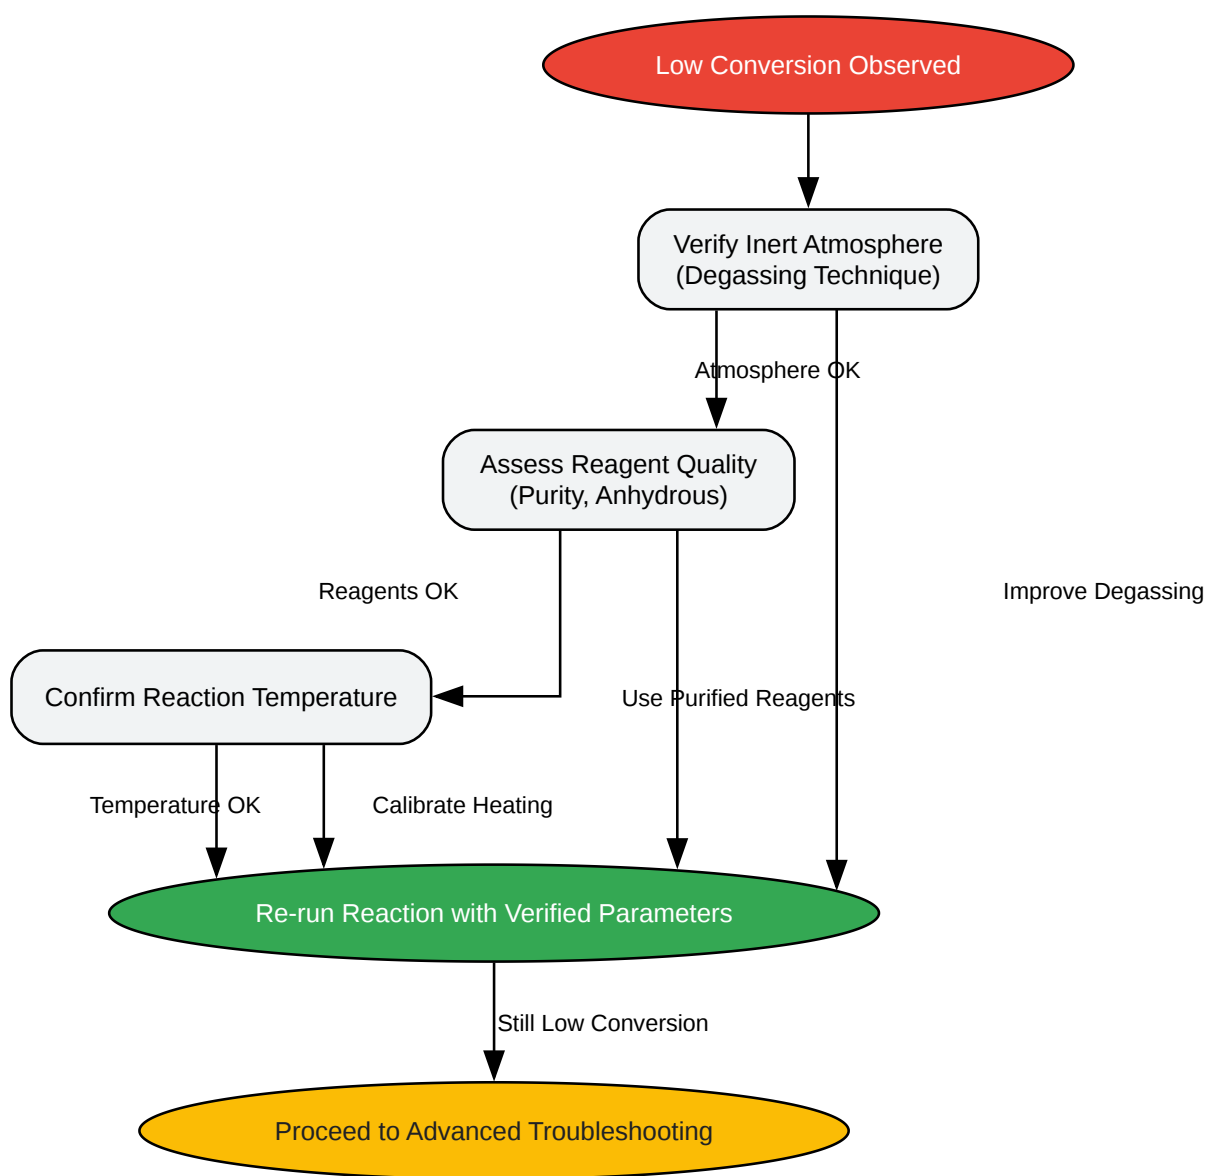 Low Conversion Observed
Verify Inert Atmosphere
(Degassing Technique)
Atmosphere OK
Assess Reagent Quality
(Purity, Anhydrous)
Reagents OK
Improve Degassing
Confirm Reaction Temperature
Use Purified Reagents
Temperature OK
Calibrate Heating
Re-run Reaction with Verified Parameters
Still Low Conversion
Proceed to Advanced Troubleshooting